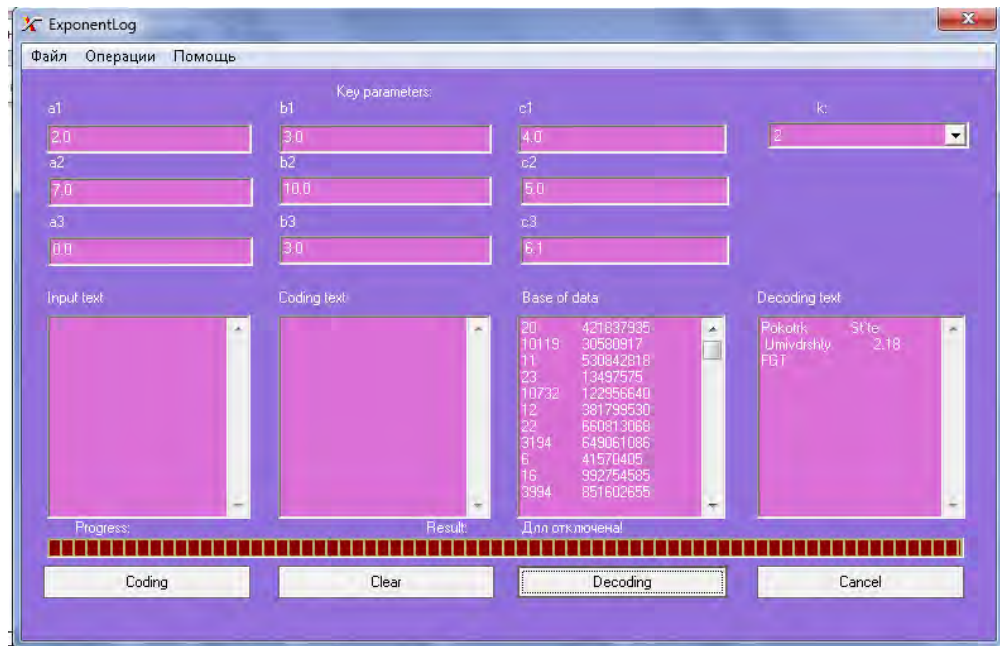 ExponentLog
Файл Операции Помощь
Key parameters:
a1 b1 c1 k:
2.0 3.0 4.0 2
a2 b2 c2
7.0 10.0 5.0
a3 b3 c3
0.0 3.0 6.1
Input text Coding text Base of data Decoding text
20 421837935 Pokotrk St'te
10119 30580917 Umivdrshly. 2.18
11 530842818 FGT
23 13497575
10732 122956640
12 381799530
22 660813068
3194 649061086
6 41570405
16 992754585
3994 851602655
Progress: Result: Длл отключена!
Coding Clear Decoding Cancel